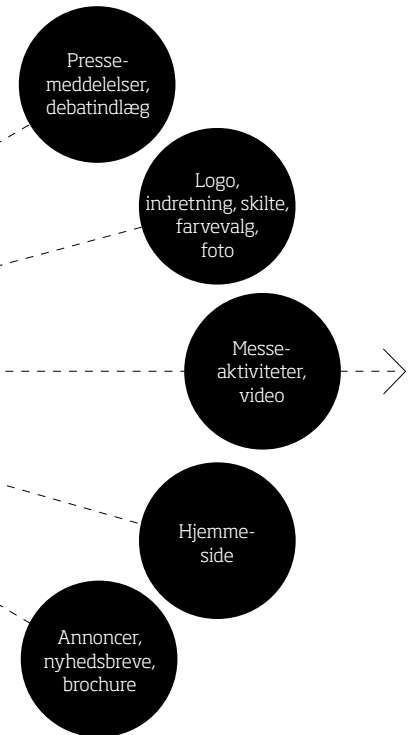 Presse-
meddelelser,
debatindlæg
Logo,
indretning, skilte,
farvevalg,
foto
Messe-
aktiviteter,
video
Hjemme-
side
Annoncer,
nyhedsbreve,
brochure